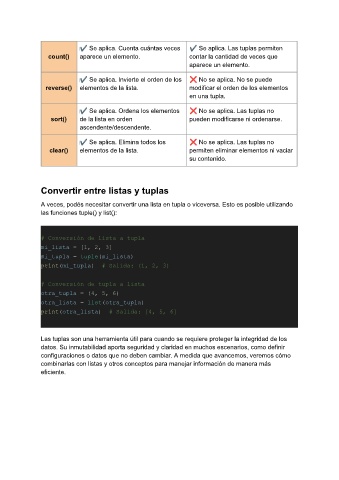 count()
✔ Se aplica. Cuenta cuántas veces
aparece un elemento.
✔ Se aplica. Las tuplas permiten
contar la cantidad de veces que
aparece un elemento.
reverse()
✔ Se aplica. Invierte el orden de los
elementos de la lista.
❌ No se aplica. No se puede
modificar el orden de los elementos
en una tupla.
sort()
✔ Se aplica. Ordena los elementos
de la lista en orden
ascendente/descendente.
❌ No se aplica. Las tuplas no
pueden modificarse ni ordenarse.
clear()
✔ Se aplica. Elimina todos los
elementos de la lista.
❌ No se aplica. Las tuplas no
permiten eliminar elementos ni vaciar
su contenido.
Convertir entre listas y tuplas
A veces, podés necesitar convertir una lista en tupla o viceversa. Esto es posible utilizando
las funciones tuple() y list():
# Conversión de lista a tupla
mi_lista = [1, 2, 3]
mi_tupla = tuple(mi_lista)
print(mi_tupla)  # Salida: (1, 2, 3)
# Conversión de tupla a lista
otra_tupla = (4, 5, 6)
otra_lista = list(otra_tupla)
print(otra_lista)  # Salida: [4, 5, 6]
Las tuplas son una herramienta útil para cuando se requiere proteger la integridad de los
datos. Su inmutabilidad aporta seguridad y claridad en muchos escenarios, como definir
configuraciones o datos que no deben cambiar. A medida que avancemos, veremos cómo
combinarlas con listas y otros conceptos para manejar información de manera más
eficiente.